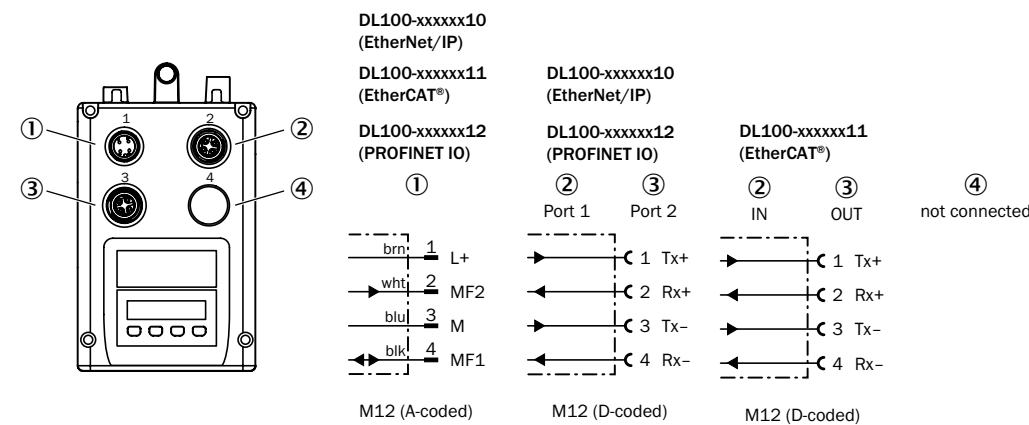 DL100-xxxxxx10
(EtherNet/IP)
DL100-xxxxxx11
(EtherCAT®)
DL100-xxxxxx12
(PROFINET IO)
①
DL100-xxxxxx10
(EtherNet/IP)
DL100-xxxxxx12
(PROFINET IO)
② ③
Port 1 Port 2
DL100-xxxxxx11
(EtherCAT®)
② ③
IN OUT
④
not connected
① 1 2 ②
③ 3 4 ④
brn 1 L+
wht 2 MF2
blu 3 M
blk 4 MF1
M12 (A-coded)
1 Tx+
2 Rx+
3 Tx–
4 Rx–
M12 (D-coded)
1 Tx+
2 Rx+
3 Tx–
4 Rx–
M12 (D-coded)